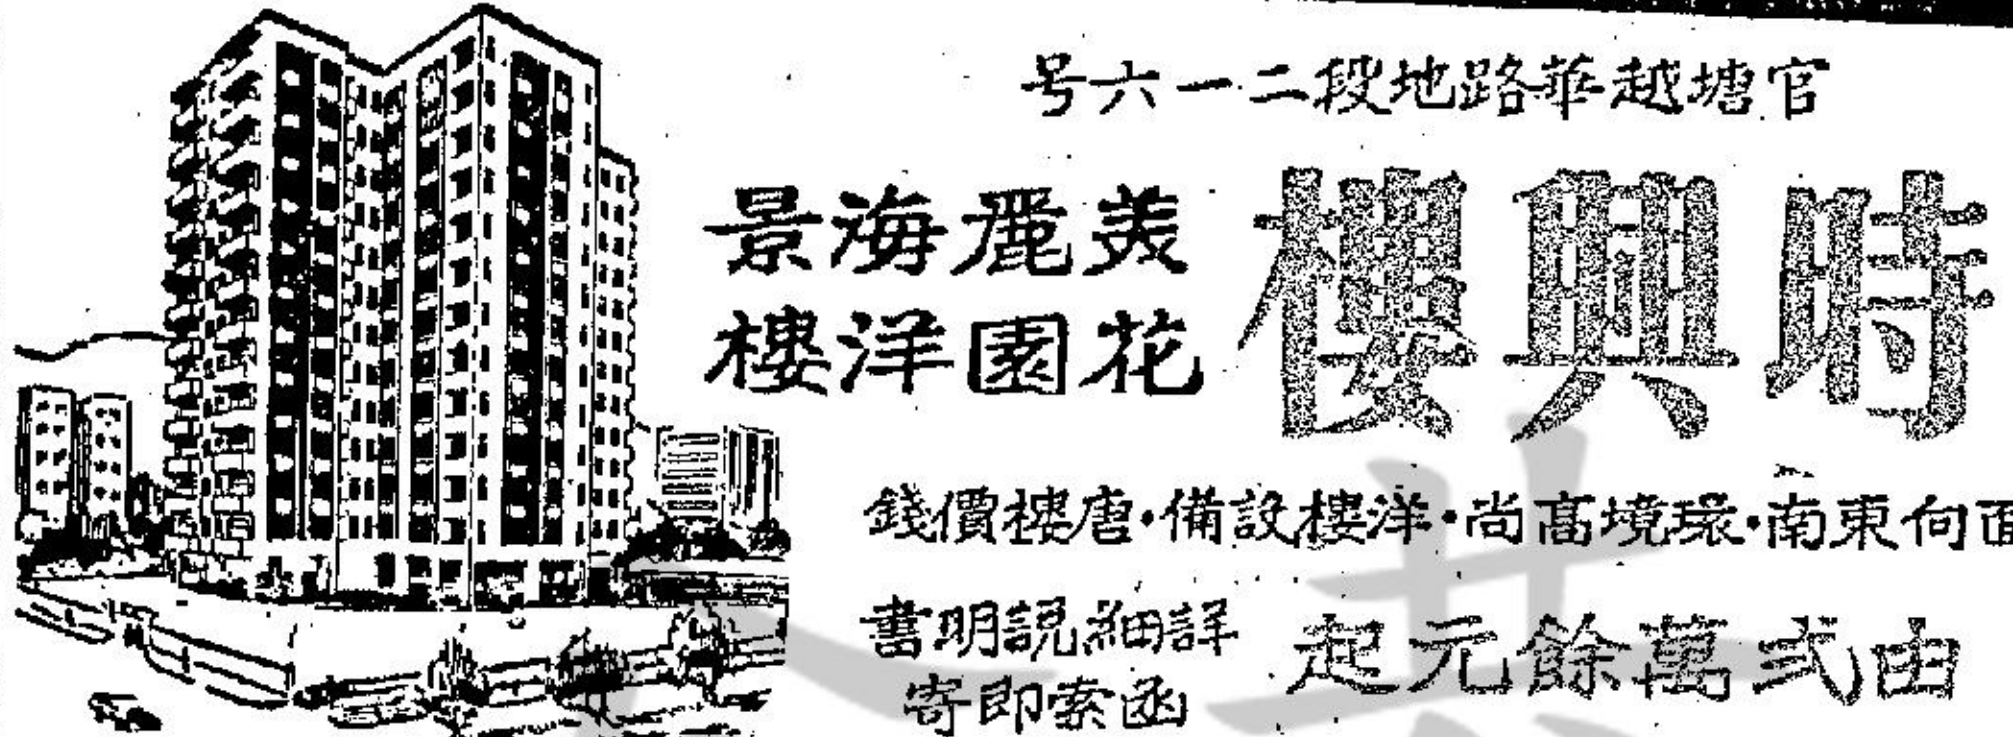 官塘越華路地段二一六号
時興樓
美麗海景
花園洋樓
面向東南·環境高尚·洋樓設備·唐樓價錢
由弍萬餘元起
詳細説明書
函索即寄